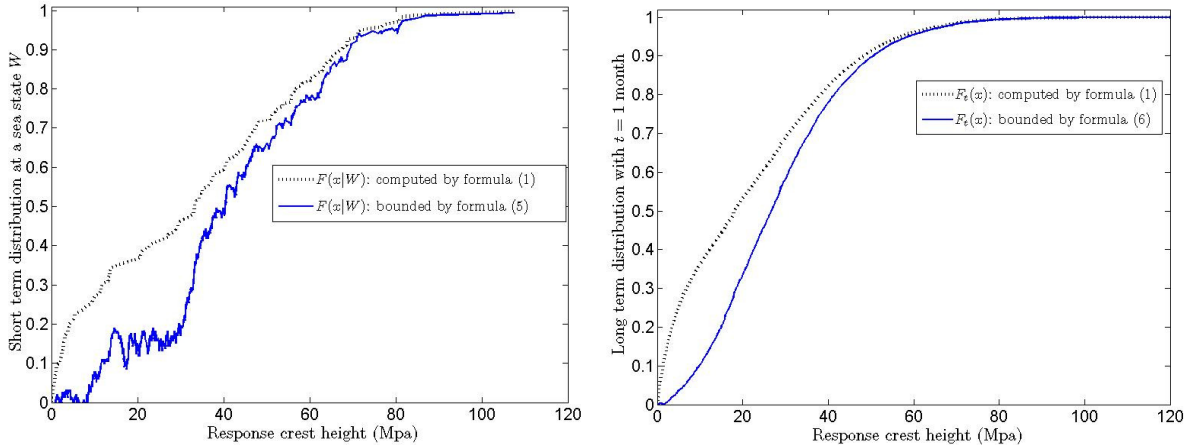 Short term distribution at a sea state W
1
0.9
0.8
0.7
0.6
0.5
0.4
0.3
0.2
0.1
0
0 20 40 60 80 100 120
Response crest height (Mpa)
F(x|W): computed by formula (1)
F(x|W): bounded by formula (5)
Long term distribution with t = 1 month
1
0.9
0.8
0.7
0.6
0.5
0.4
0.3
0.2
0.1
0
0 20 40 60 80 100 120
Response crest height (Mpa)
F_t(x): computed by formula (1)
F_t(x): bounded by formula (6)